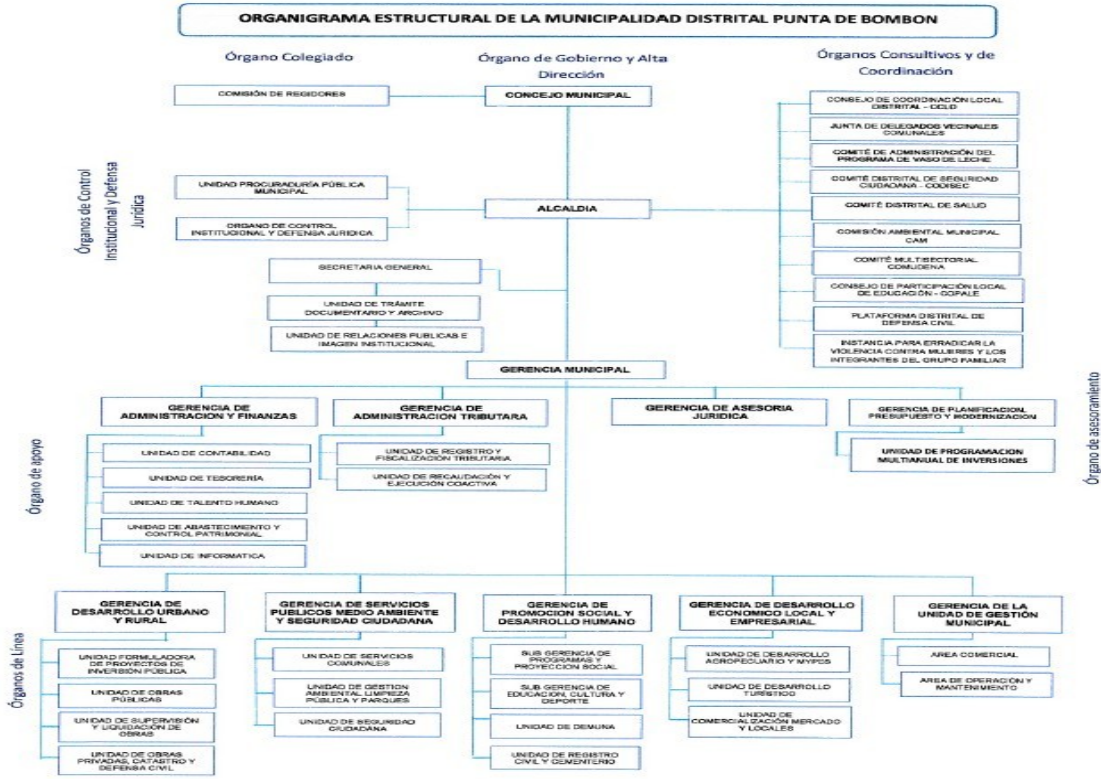 ORGANIGRAMA ESTRUCTURAL DE LA MUNICIPALIDAD DISTRITAL PUNTA DE BOMBON
Órgano Colegiado
Órgano de Gobierno y Alta
Dirección
Órganos Consultivos y de
Coordinación
COMISIÓN DE REGIDORES
CONCEJO MUNICIPAL
CONSEJO DE COORDINACIÓN LOCAL
DISTRITAL - CCLD
JUNTA DE DELEGADOS VECINALES
COMUNALES
COMITÉ DE ADMINISTRACIÓN DEL
PROGRAMA DE VASO DE LECHE
COMITÉ DISTRITAL DE SEGURIDAD
CIUDADANA - CODISEC
COMITÉ DISTRITAL DE SALUD
COMISIÓN AMBIENTAL MUNICIPAL
CAM
COMITÉ MULTISECTORIAL
COMUDENA
CONSEJO DE PARTICIPACIÓN LOCAL
DE EDUCACIÓN - COPALE
PLATAFORMA DISTRITAL DE
DEFENSA CIVIL
INSTANCIA PARA ERRADICAR LA
VIOLENCIA CONTRA MUJERES Y LOS
INTEGRANTES DEL GRUPO FAMILIAR
Órganos de Control
Institucional y Defensa
Jurídica
UNIDAD PROCURADURÍA PÚBLICA
MUNICIPAL
ORGANO DE CONTROL
INSTITUCIONAL Y DEFENSA JURIDICA
ALCALDIA
SECRETARIA GENERAL
UNIDAD DE TRÁMITE
DOCUMENTARIO Y ARCHIVO
UNIDAD DE RELACIONES PUBLICAS E
IMAGEN INSTITUCIONAL
GERENCIA MUNICIPAL
Órgano de apoyo
GERENCIA DE
ADMINISTRACION Y FINANZAS
UNIDAD DE CONTABILIDAD
UNIDAD DE TESORERÍA
UNIDAD DE TALENTO HUMANO
UNIDAD DE ABASTECIMIENTO Y
CONTROL PATRIMONIAL
UNIDAD DE INFORMATICA
GERENCIA DE
ADMINISTRACION TRIBUTARA
UNIDAD DE REGISTRO Y
FISCALIZACIÓN TRIBUTARIA
UNIDAD DE RECAUDACIÓN Y
EJECUCIÓN COACTIVA
GERENCIA DE ASESORIA
JURIDICA
GERENCIA DE PLANIFICACION,
PRESUPUESTO Y MODERNIZACIÓN
UNIDAD DE PROGRAMACION
MULTIANUAL DE INVERSIONES
Órgano de asesoramiento
Órganos de Línea
GERENCIA DE
DESARROLLO URBANO
Y RURAL
UNIDAD FORMULADORA
DE PROYECTOS DE
INVERSIÓN PÚBLICA
UNIDAD DE OBRAS
PÚBLICAS
UNIDAD DE SUPERVISIÓN
Y LIQUIDACIÓN DE
OBRAS
UNIDAD DE OBRAS
PRIVADAS, CATASTRO Y
DEFENSA CIVIL
GERENCIA DE SERVICIOS
PUBLICOS MEDIO AMBIENTE
Y SEGURIDAD CIUDADANA
UNIDAD DE SERVICIOS
COMUNALES
UNIDAD DE GESTION
AMBIENTAL LIMPIEZA
PÚBLICA Y PARQUES
UNIDAD DE SEGURIDAD
CIUDADANA
GERENCIA DE
PROMOCION SOCIAL Y
DESARROLLO HUMANO
SUB GERENCIA DE
PROGRAMAS Y
PROYECCION SOCIAL
SUB GERENCIA DE
EDUCACION, CULTURA Y
DEPORTE
UNIDAD DE DEMUNA
UNIDAD DE REGISTRO
CIVIL Y CEMENTERIO
GERENCIA DE DESARROLLO
ECONOMICO LOCAL Y
EMPRESARIAL
UNIDAD DE DESARROLLO
AGROPECUARIO Y MYPES
UNIDAD DE DESARROLLO
TURÍSTICO
UNIDAD DE
COMERCIALIZACIÓN MERCADO
Y LOCALES
GERENCIA DE LA
UNIDAD DE GESTIÓN
MUNICIPAL
AREA COMERCIAL
AREA DE OPERACIÓN Y
MANTENIMIENTO